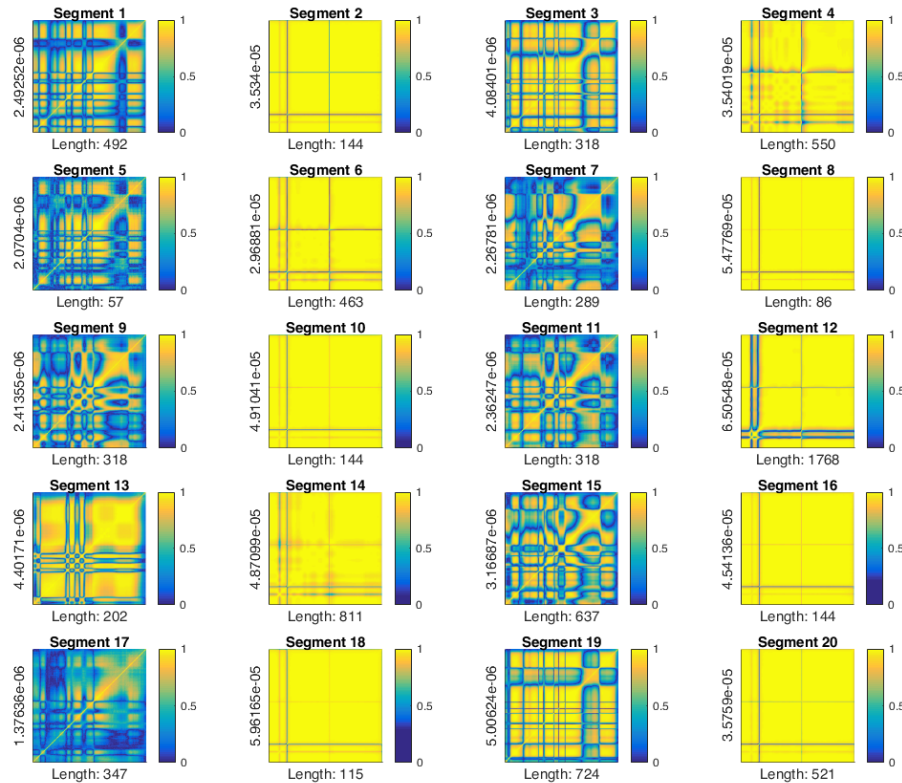 Segment 1
2.49252e-06
1
0.5
0
Length: 492
Segment 2
3.534e-05
1
0.5
0
Length: 144
Segment 3
4.08401e-06
1
0.5
0
Length: 318
Segment 4
3.54019e-05
1
0.5
0
Length: 550
Segment 5
2.0704e-06
1
0.5
0
Length: 57
Segment 6
2.96881e-05
1
0.5
0
Length: 463
Segment 7
2.26781e-06
1
0.5
0
Length: 289
Segment 8
5.47769e-05
1
0.5
0
Length: 86
Segment 9
2.41355e-06
1
0.5
0
Length: 318
Segment 10
4.91041e-05
1
0.5
0
Length: 144
Segment 11
2.36247e-06
1
0.5
0
Length: 318
Segment 12
6.50548e-05
1
0.5
0
Length: 1768
Segment 13
4.40171e-06
1
0.5
0
Length: 202
Segment 14
4.87099e-05
1
0.5
0
Length: 811
Segment 15
3.16687e-06
1
0.5
0
Length: 637
Segment 16
4.54136e-05
1
0.5
0
Length: 144
Segment 17
1.37638e-06
1
0.5
0
Length: 347
Segment 18
5.96165e-05
1
0.5
0
Length: 115
Segment 19
5.00624e-06
1
0.5
0
Length: 724
Segment 20
3.5759e-05
1
0.5
0
Length: 521